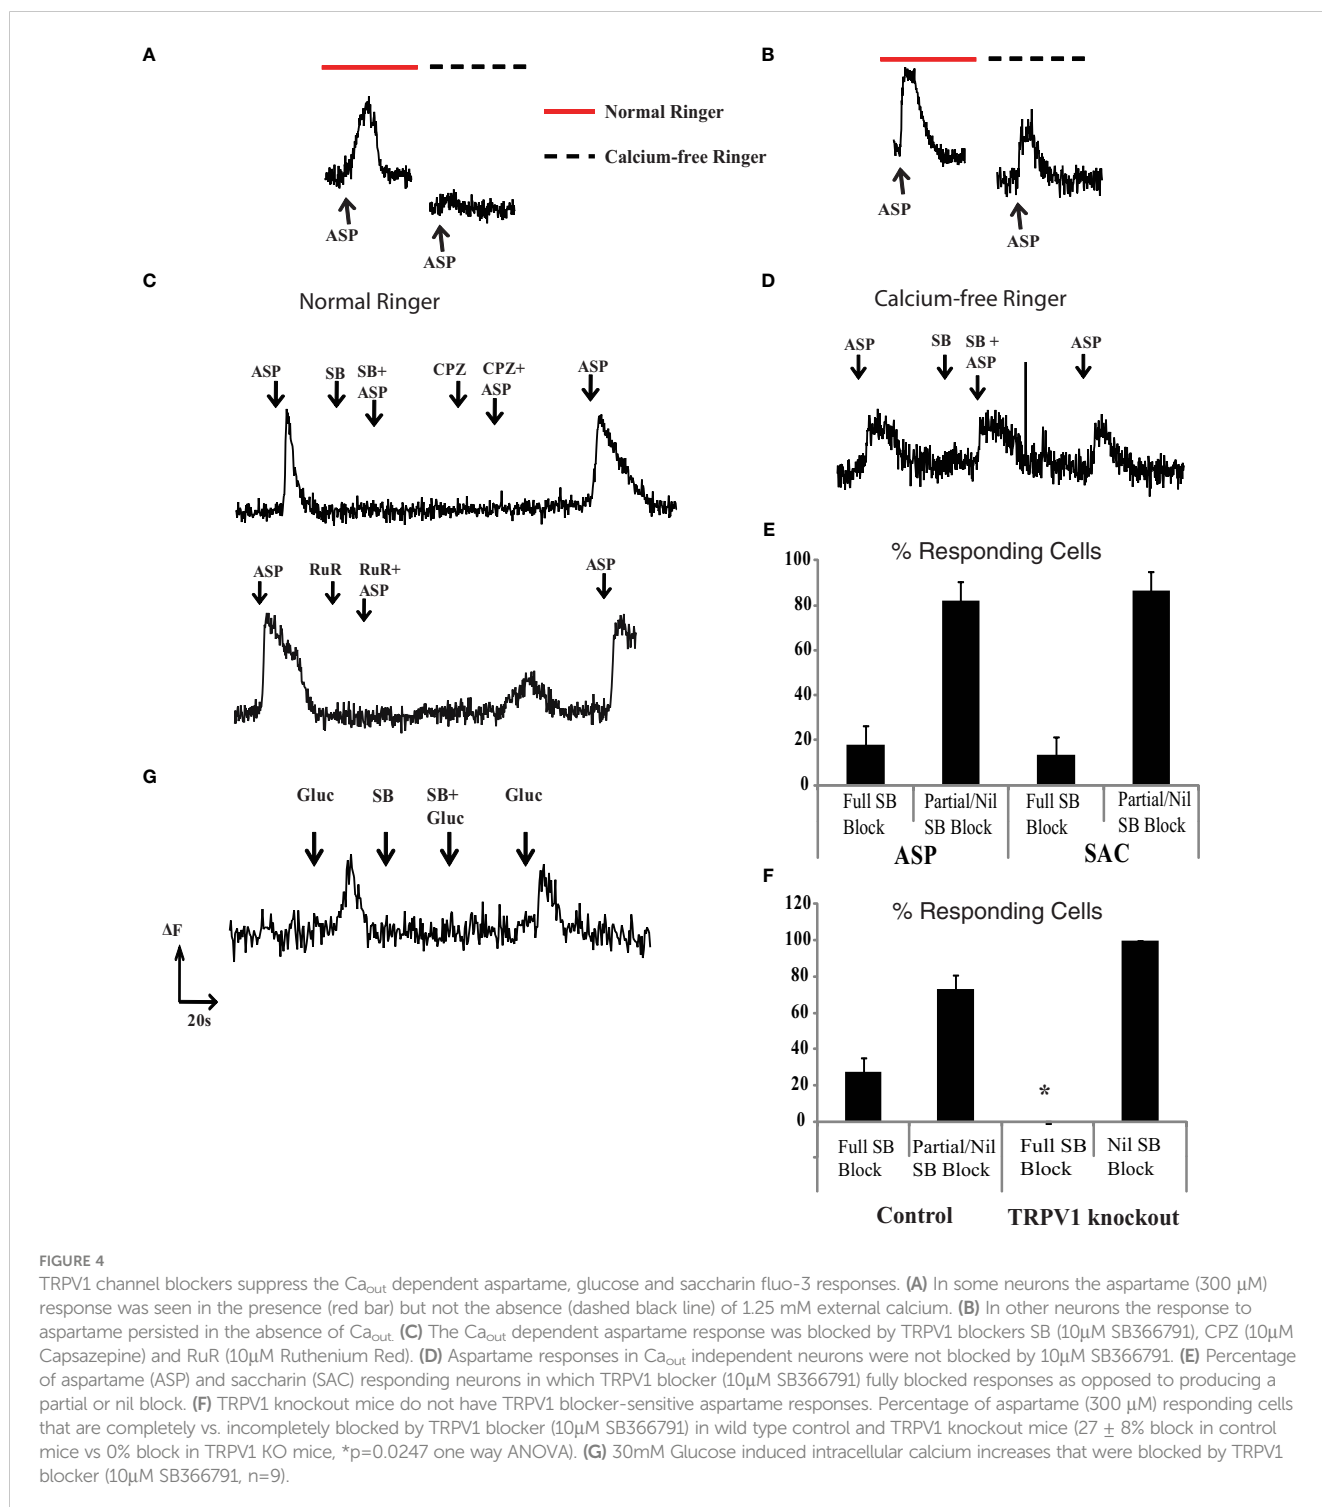 A
B
Normal Ringer
Calcium-free Ringer
ASP
ASP
ASP
ASP
C
Normal Ringer
ASP SB SB+ ASP CPZ CPZ+ ASP ASP
ASP RuR RuR+ ASP ASP
D
Calcium-free Ringer
ASP SB SB + ASP ASP
E
% Responding Cells
100
80
60
40
20
0
Full SB Block Partial/Nil SB Block Full SB Block Partial/Nil SB Block
ASP SAC
G
Gluc SB SB+ Gluc Gluc
ΔF
20s
F
% Responding Cells
120
100
80
60
40
20
0
Full SB Block Partial/Nil SB Block Full SB Block Nil SB Block
*
Control TRPV1 knockout
FIGURE 4
TRPV1 channel blockers suppress the Caout dependent aspartame, glucose and saccharin fluo-3 responses. (A) In some neurons the aspartame (300 μM)
response was seen in the presence (red bar) but not the absence (dashed black line) of 1.25 mM external calcium. (B) In other neurons the response to
aspartame persisted in the absence of Caout. (C) The Caout dependent aspartame response was blocked by TRPV1 blockers SB (10μM SB366791), CPZ (10μM
Capsazepine) and RuR (10μM Ruthenium Red). (D) Aspartame responses in Caout independent neurons were not blocked by 10μM SB366791. (E) Percentage
of aspartame (ASP) and saccharin (SAC) responding neurons in which TRPV1 blocker (10μM SB366791) fully blocked responses as opposed to producing a
partial or nil block. (F) TRPV1 knockout mice do not have TRPV1 blocker-sensitive aspartame responses. Percentage of aspartame (300 μM) responding cells
that are completely vs. incompletely blocked by TRPV1 blocker (10μM SB366791) in wild type control and TRPV1 knockout mice (27 ± 8% block in control
mice vs 0% block in TRPV1 KO mice, *p=0.0247 one way ANOVA). (G) 30mM Glucose induced intracellular calcium increases that were blocked by TRPV1
blocker (10μM SB366791, n=9).